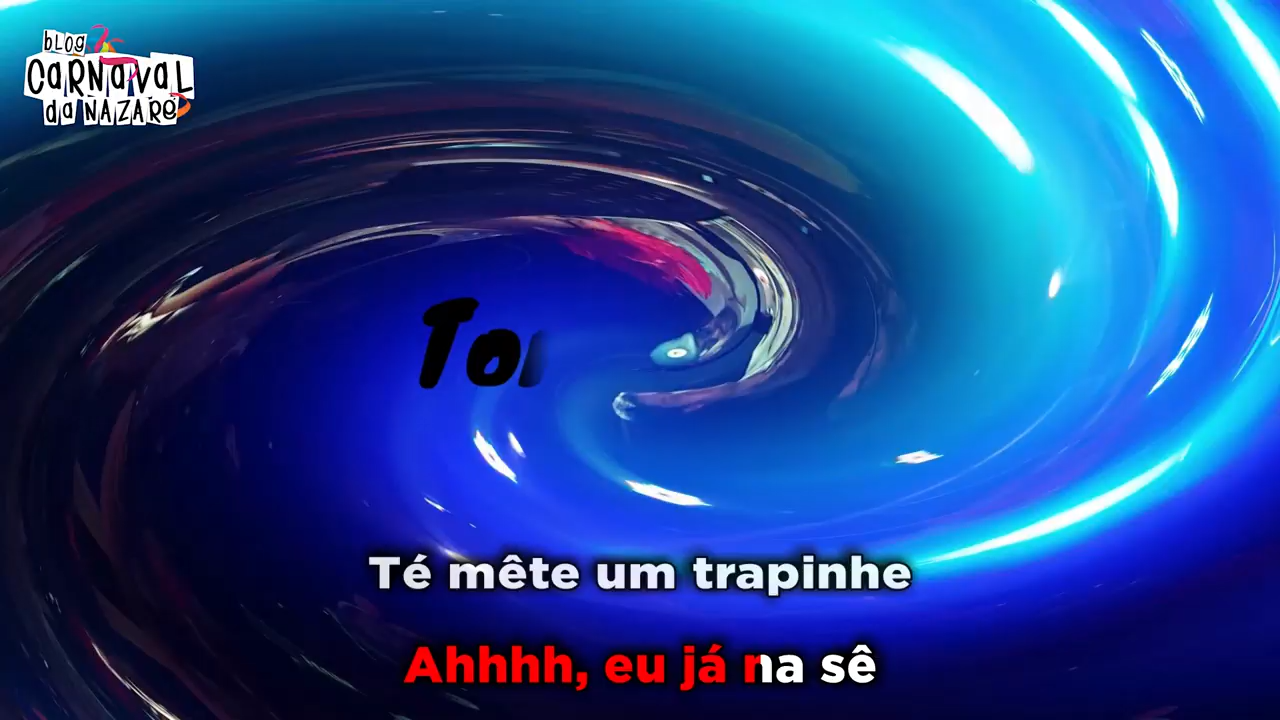 BLOG
CARNAVAL
da NAZARé
Té mête um trapinhe
Ahhhh, eu já na sê